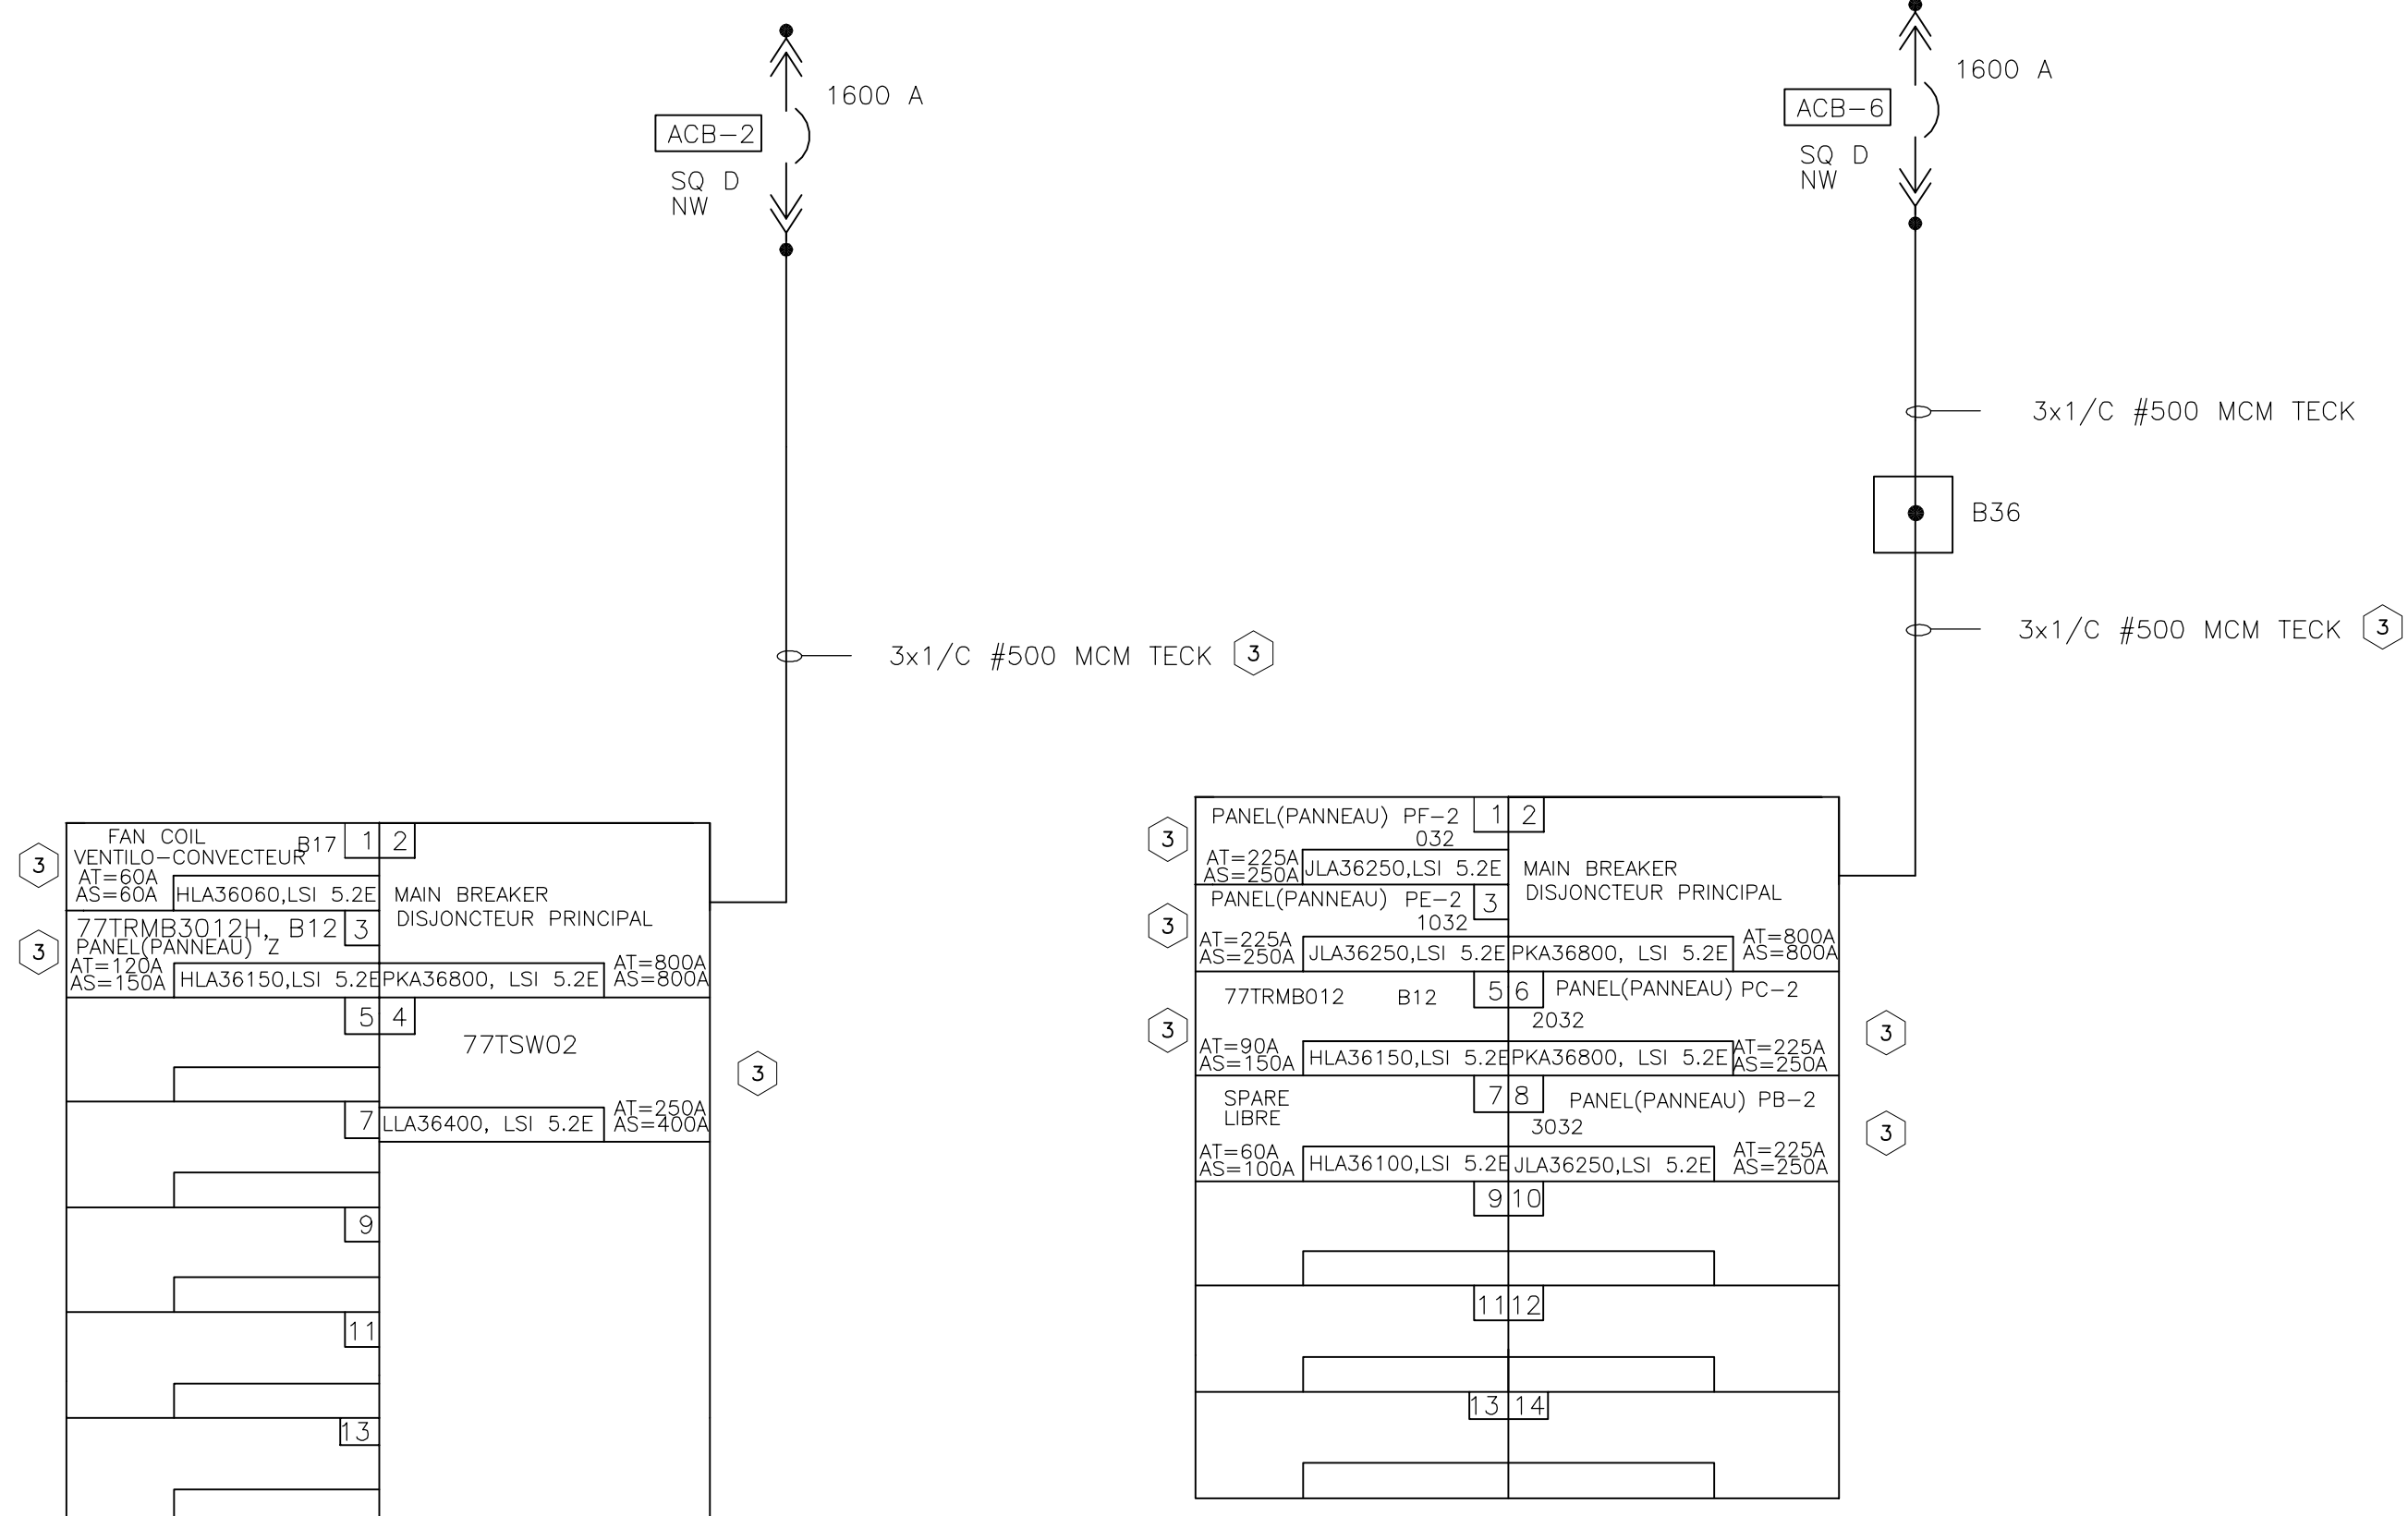 1600 A
ACB-2
SQ D
NW
3x1/C #500 MCM TECK 3
FAN COIL
B17
VENTILO-CONVECTEUR
1
2
3
AT=60A
AS=60A
HLA36060,LSI 5.2E
MAIN BREAKER
DISJONCTEUR PRINCIPAL
77TRMB3012H, B12
3
PANEL(PANNEAU) 'Z
3
AT=120A
AS=150A
HLA36150,LSI 5.2E
PKA36800, LSI 5.2E
AT=800A
AS=800A
5
4
77TSW02
3
7
LLA36400, LSI 5.2E
AT=250A
AS=400A
9
11
13
1600 A
ACB-6
SQ D
NW
3x1/C #500 MCM TECK
B36
3x1/C #500 MCM TECK 3
PANEL(PANNEAU) PF-2
032
1
2
3
AT=225A
AS=250A
JLA36250,LSI 5.2E
MAIN BREAKER
DISJONCTEUR PRINCIPAL
PANEL(PANNEAU) PE-2
1032
3
3
AT=225A
AS=250A
JLA36250,LSI 5.2E
PKA36800, LSI 5.2E
AT=800A
AS=800A
77TRMB012 B12
5
6
PANEL(PANNEAU) PC-2
2032
3
3
AT=90A
AS=150A
HLA36150,LSI 5.2E
PKA36800, LSI 5.2E
AT=225A
AS=250A
SPARE
LIBRE
7
8
PANEL(PANNEAU) PB-2
3032
3
AT=60A
AS=100A
HLA36100,LSI 5.2E
JLA36250,LSI 5.2E
AT=225A
AS=250A
9
10
11
12
13
14